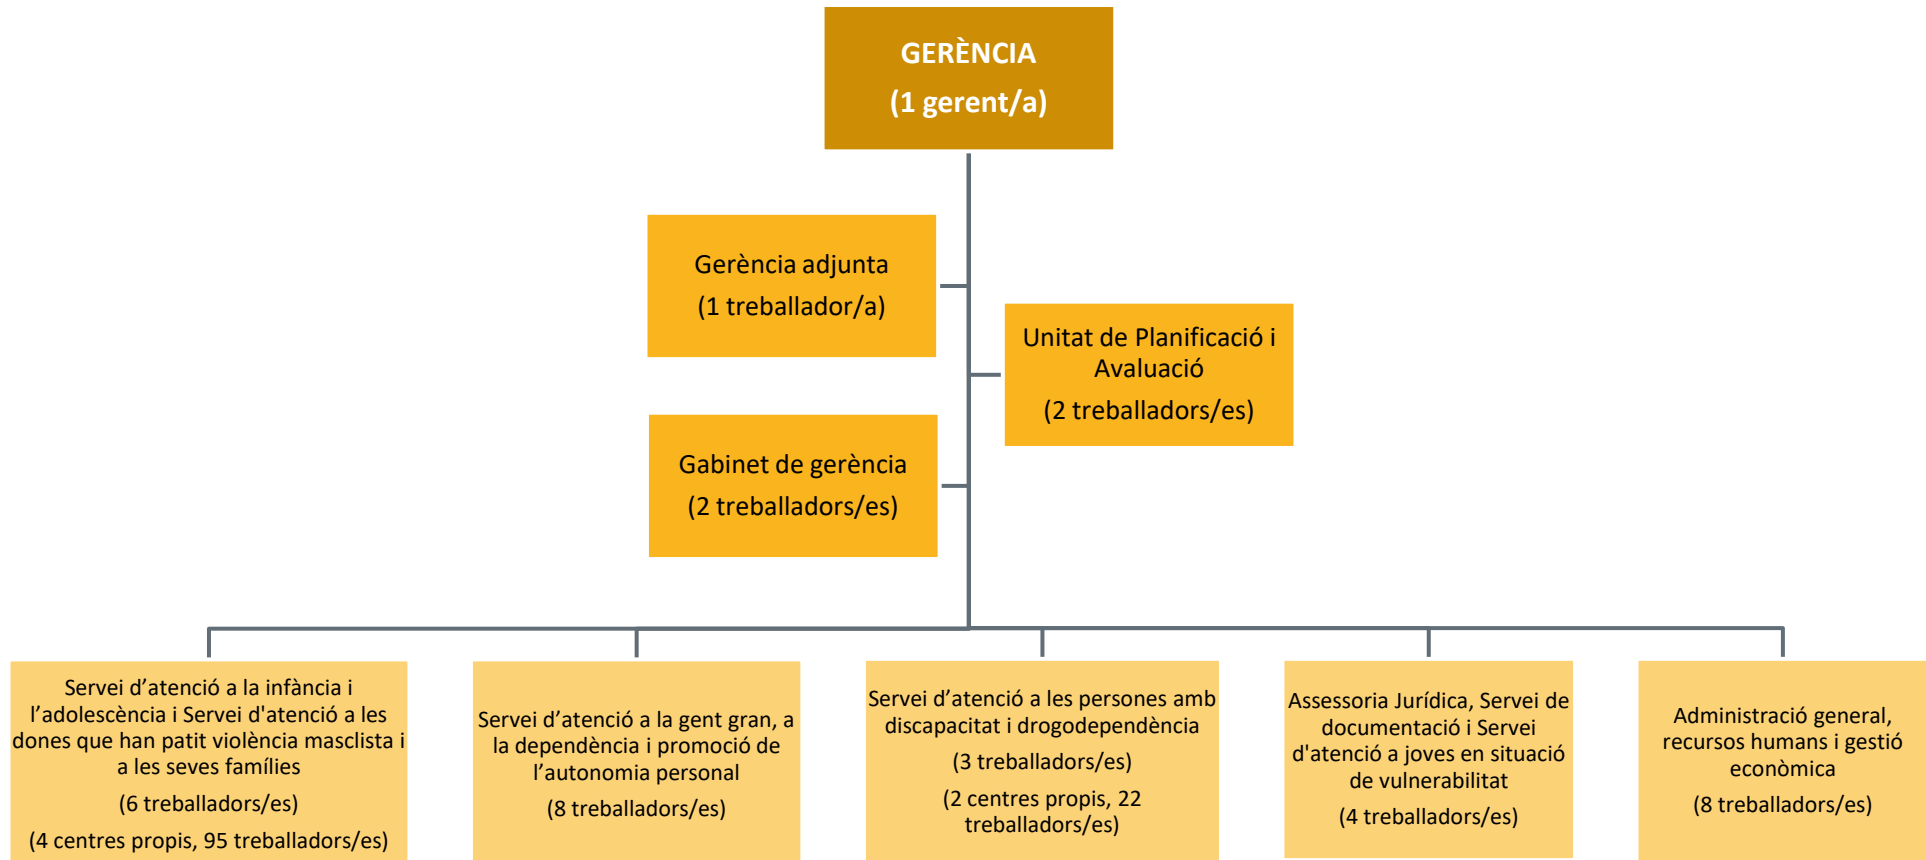 GERÈNCIA
(1 gerent/a)
Gerència adjunta
(1 treballador/a)
Unitat de Planificació i
Avaluació
(2 treballadors/es)
Gabinet de gerència
(2 treballadors/es)
Servei d’atenció a la infància i
l’adolescència i Servei d'atenció a les
dones que han patit violència masclista i
a les seves famílies
(6 treballadors/es)
(4 centres propis, 95 treballadors/es)
Servei d’atenció a la gent gran, a
la dependència i promoció de
l’autonomia personal
(8 treballadors/es)
Servei d’atenció a les persones amb
discapacitat i drogodependència
(3 treballadors/es)
(2 centres propis, 22
treballadors/es)
Assessoria Jurídica, Servei de
documentació i Servei
d'atenció a joves en situació
de vulnerabilitat
(4 treballadors/es)
Administració general,
recursos humans i gestió
econòmica
(8 treballadors/es)